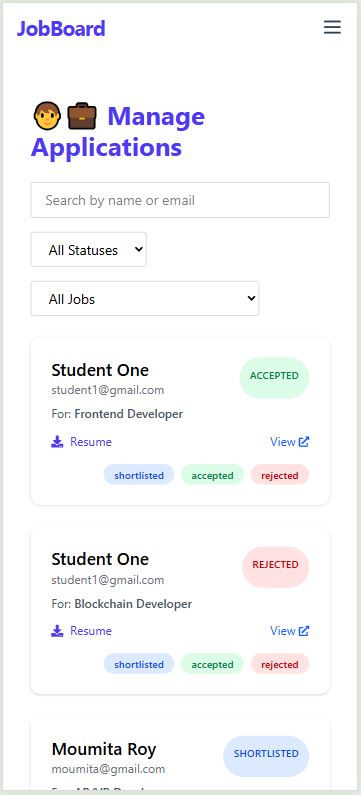 JobBoard
🧑💼 Manage
Applications
Search by name or email
All Statuses
All Jobs
Student One
ACCEPTED
student1@gmail.com
For: Frontend Developer
Resume
View
shortlisted accepted rejected
Student One
REJECTED
student1@gmail.com
For: Blockchain Developer
Resume
View
shortlisted accepted rejected
Moumita Roy
SHORTLISTED
moumita@gmail.com